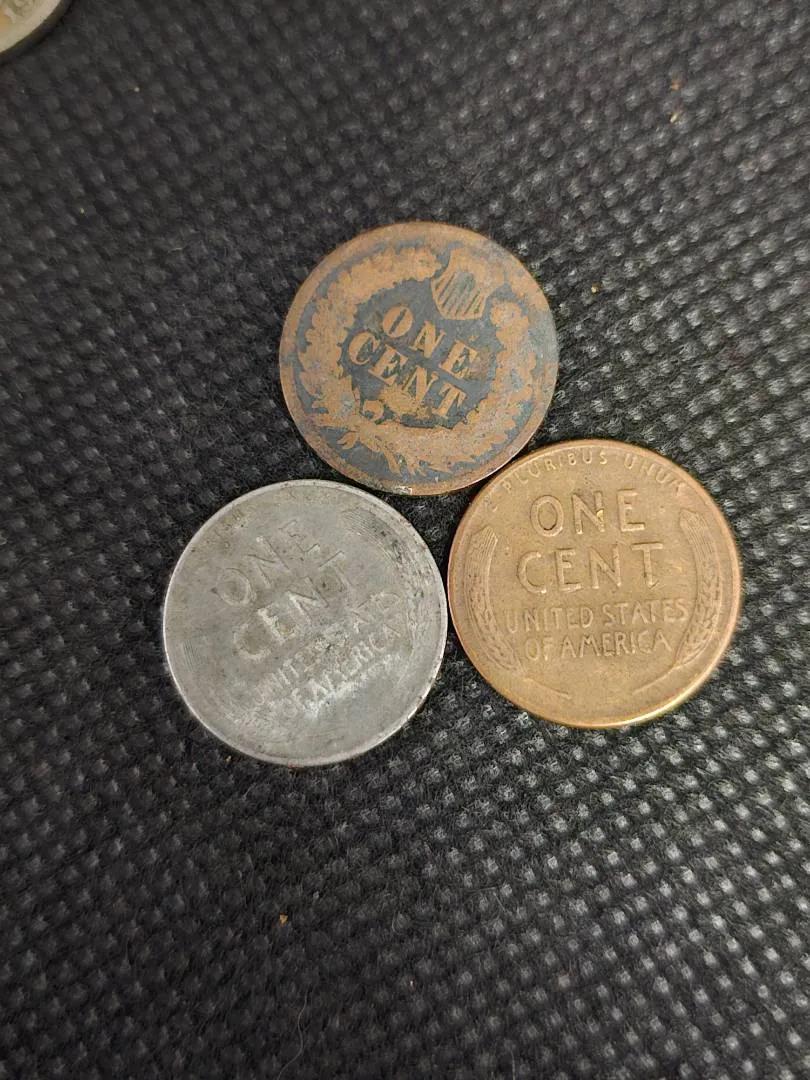 ONE
CENT
ONE
CENT
UNITED STATES
OF AMERICA
E PLURIBUS UNUM
ONE
CENT
UNITED STATES
OF AMERICA